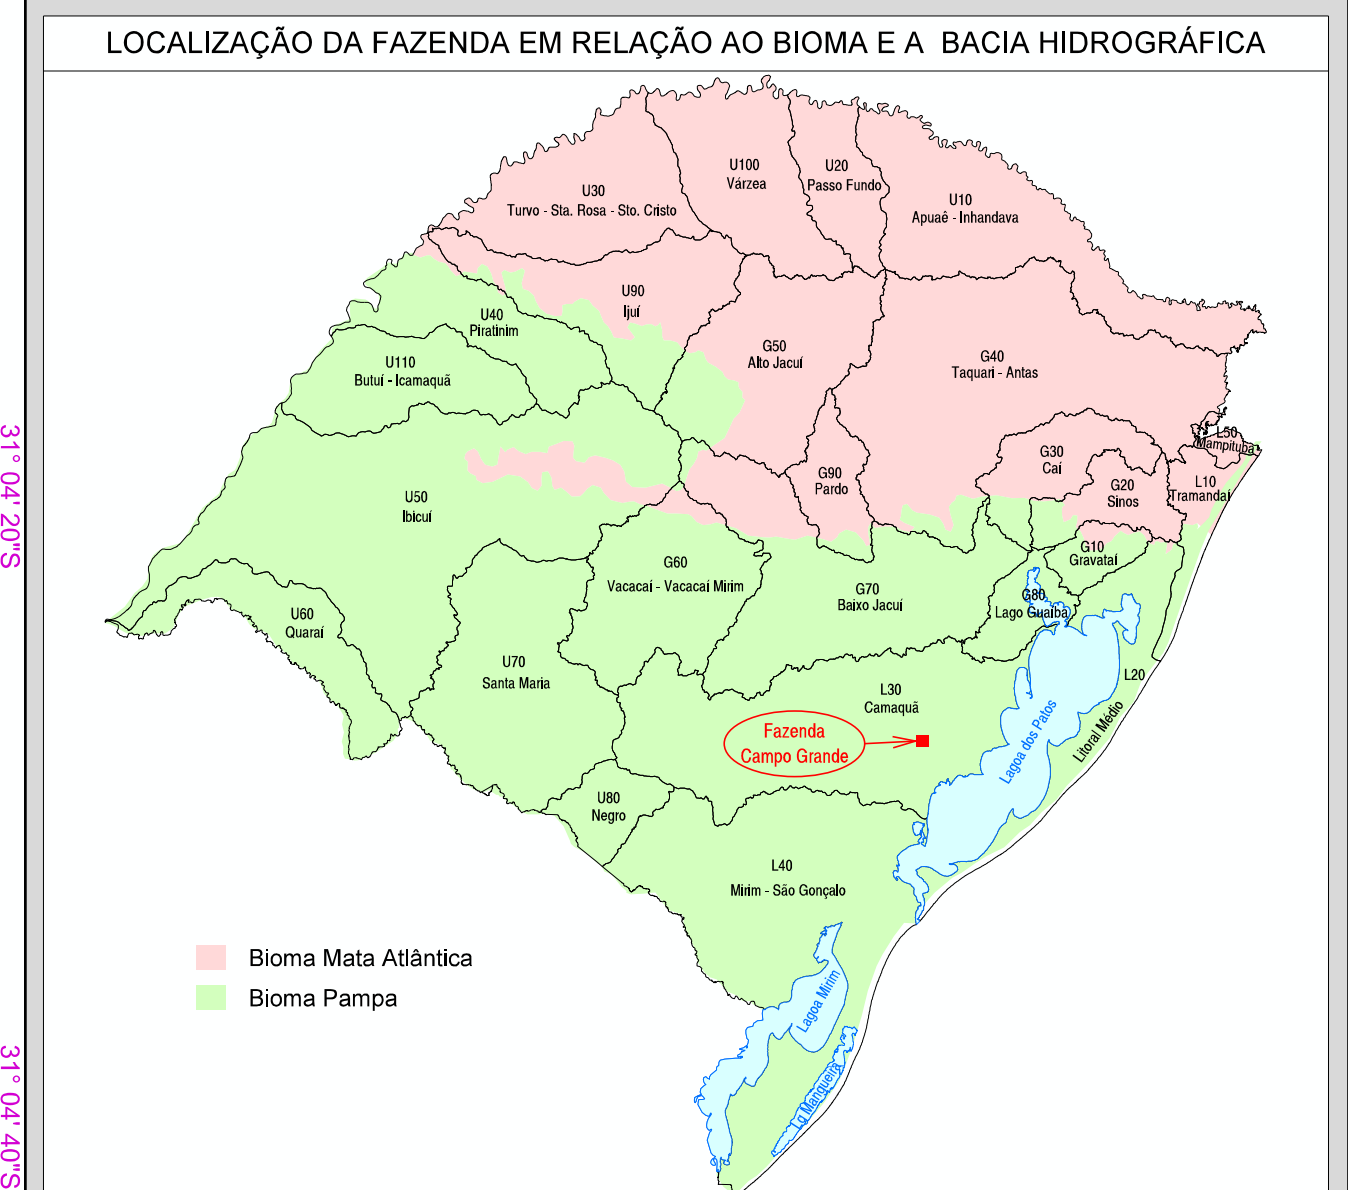 LOCALIZAÇÃO DA FAZENDA EM RELAÇÃO AO BIOMA E A BACIA HIDROGRÁFICA
U100
Várzea
U20
Passo Fundo
U30
Turvo - Sta. Rosa - Sto. Cristo
U10
Apuaê - Inhandava
U90
Ijuí
U40
Piratinim
G50
Alto Jacuí
G40
Taquari - Antas
U110
Butuí - Icamaquã
L50
Mampituba
G30
Caí
G90
Pardo
G20
Sinos
L10
Tramandaí
U50
Ibicuí
G10
Gravataí
G60
Vacacaí - Vacacaí Mirim
G70
Baixo Jacuí
G80
Lago Guaíba
U60
Quaraí
U70
Santa Maria
L20
Litoral Médio
L30
Camaquã
Lagoa dos Patos
Fazenda
Campo Grande
U80
Negro
L40
Mirim - São Gonçalo
Lagoa Mirim
Lg Mangueira
Bioma Mata Atlântica
Bioma Pampa
31° 04' 20"S
31° 04' 40"S